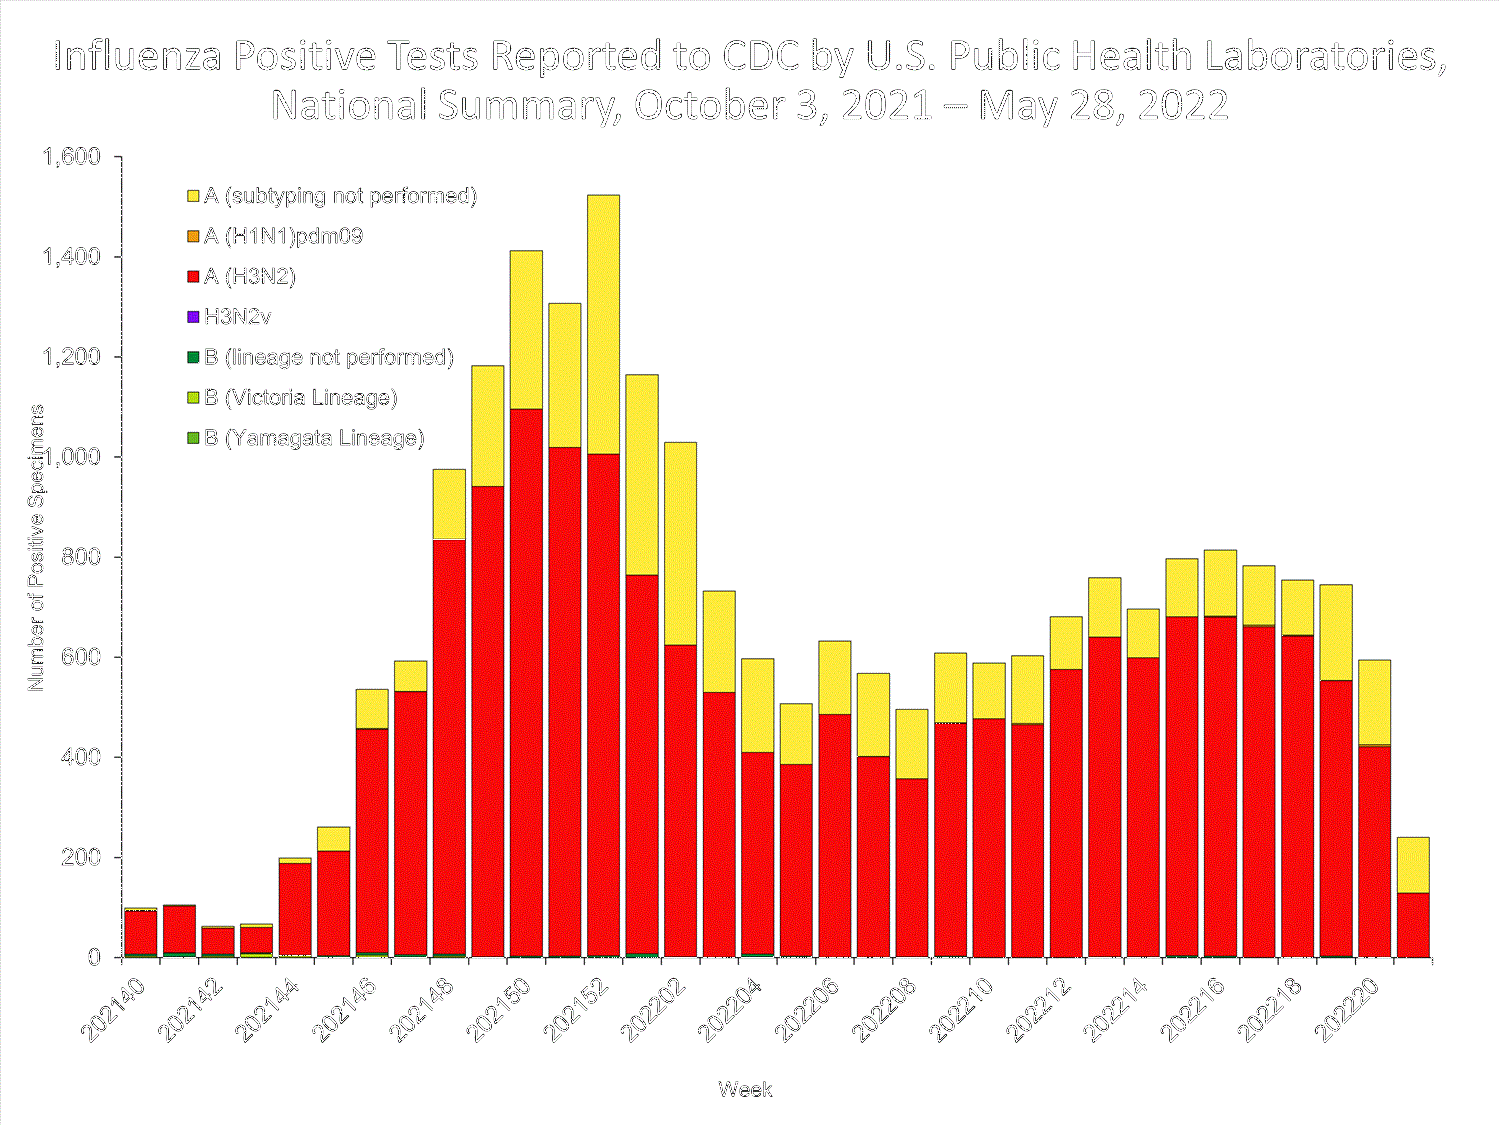 Influenza Positive Tests Reported to CDC by U.S. Public Health Laboratories,
National Summary, October 3, 2021 – May 28, 2022
1,600
1,400
1,200
1,000
800
600
400
200
0
Number of Positive Specimens
A (subtyping not performed)
A (H1N1)pdm09
A (H3N2)
H3N2v
B (lineage not performed)
B (Victoria Lineage)
B (Yamagata Lineage)
202140
202142
202144
202146
202148
202150
202152
202202
202204
202206
202208
202210
202212
202214
202216
202218
202220
Week